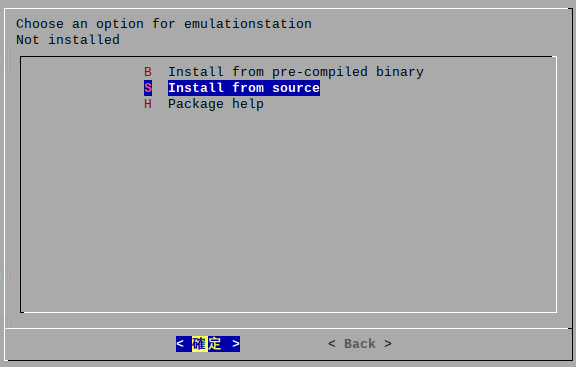 Choose an option for emulationstation
Not installed
B Install from pre-compiled binary
S Install from source
H Package help
< 確定 > < Back >